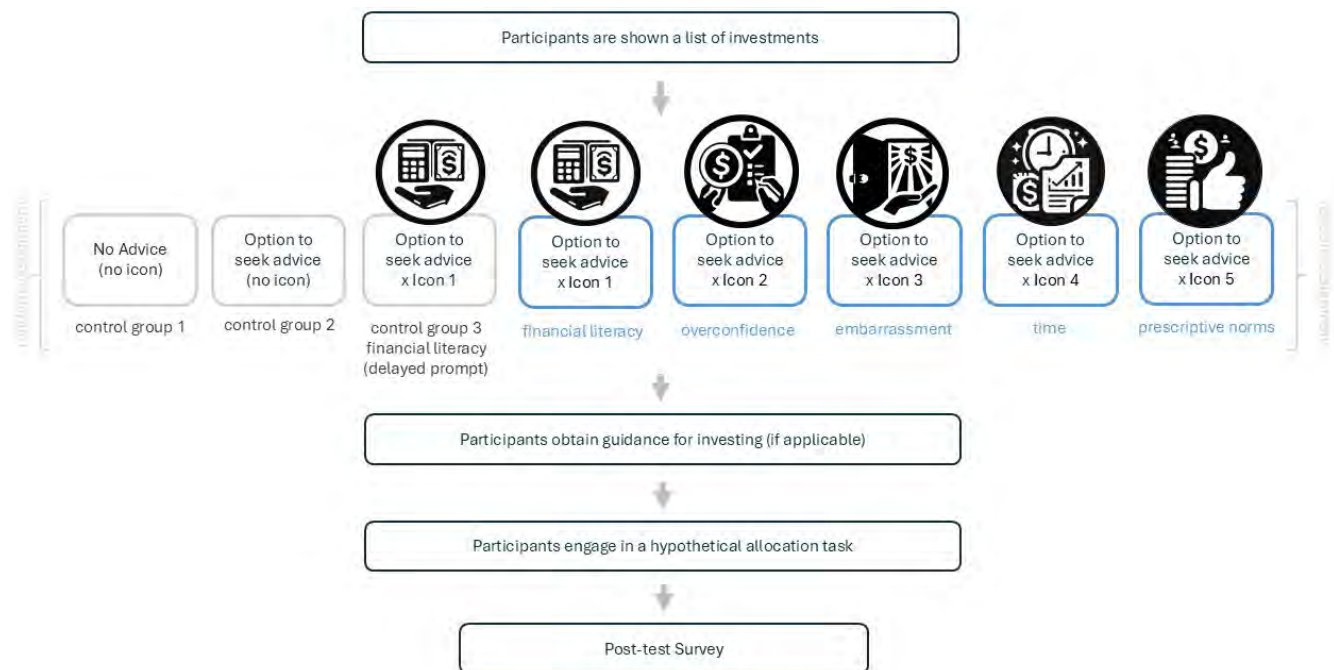 Participants are shown a list of investments
No Advice
(no icon)
Option to
seek advice
(no icon)
Option to
seek advice
x Icon 1
Option to
seek advice
x Icon 1
Option to
seek advice
x Icon 2
Option to
seek advice
x Icon 3
Option to
seek advice
x Icon 4
Option to
seek advice
x Icon 5
control group 1
control group 2
control group 3
financial literacy
(delayed prompt)
financial literacy
overconfidence
embarrassment
time
prescriptive norms
Participants obtain guidance for investing (if applicable)
Participants engage in a hypothetical allocation task
Post-test Survey